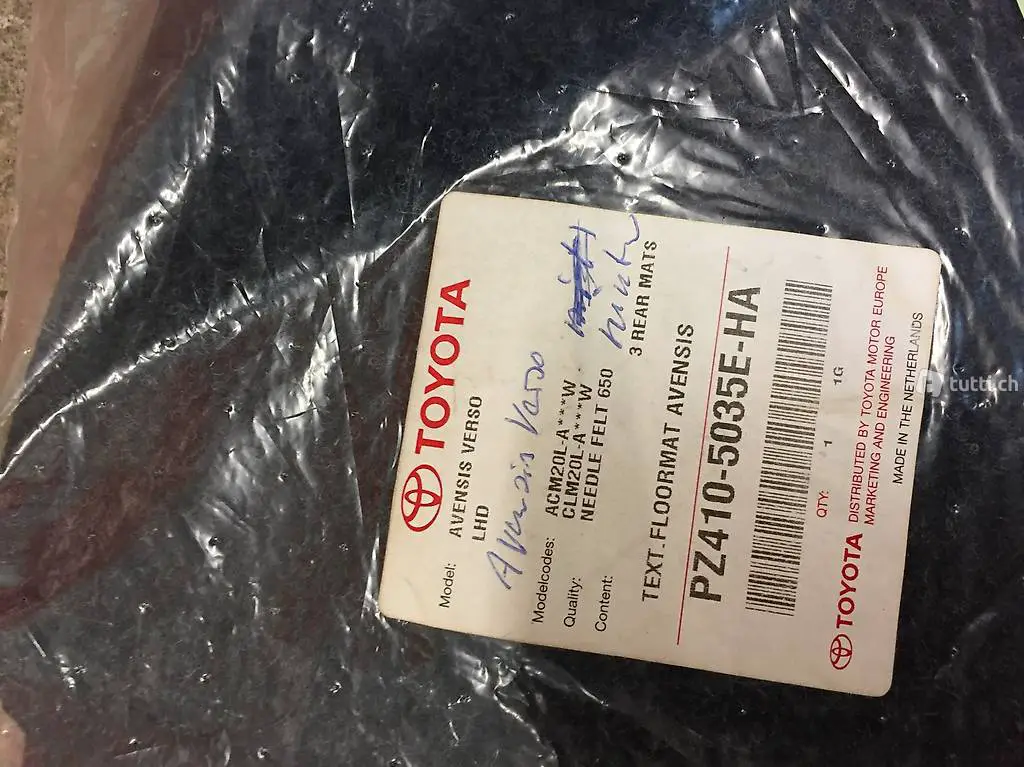 TOYOTA
Model: AVENSIS VERSO
LHD
Avensis Verso
Modelcodes: ACM20L-A***W
CLM20L-A***W
Quality: NEEDLE FELT 650
Content: 3 REAR MATS
TEXT.FLOORMAT AVENSIS
PZ410-5035E-HA
QTY: 1 1G
TOYOTA DISTRIBUTED BY TOYOTA MOTOR EUROPE
MARKETING AND ENGINEERING
MADE IN THE NETHERLANDS
tutti.ch